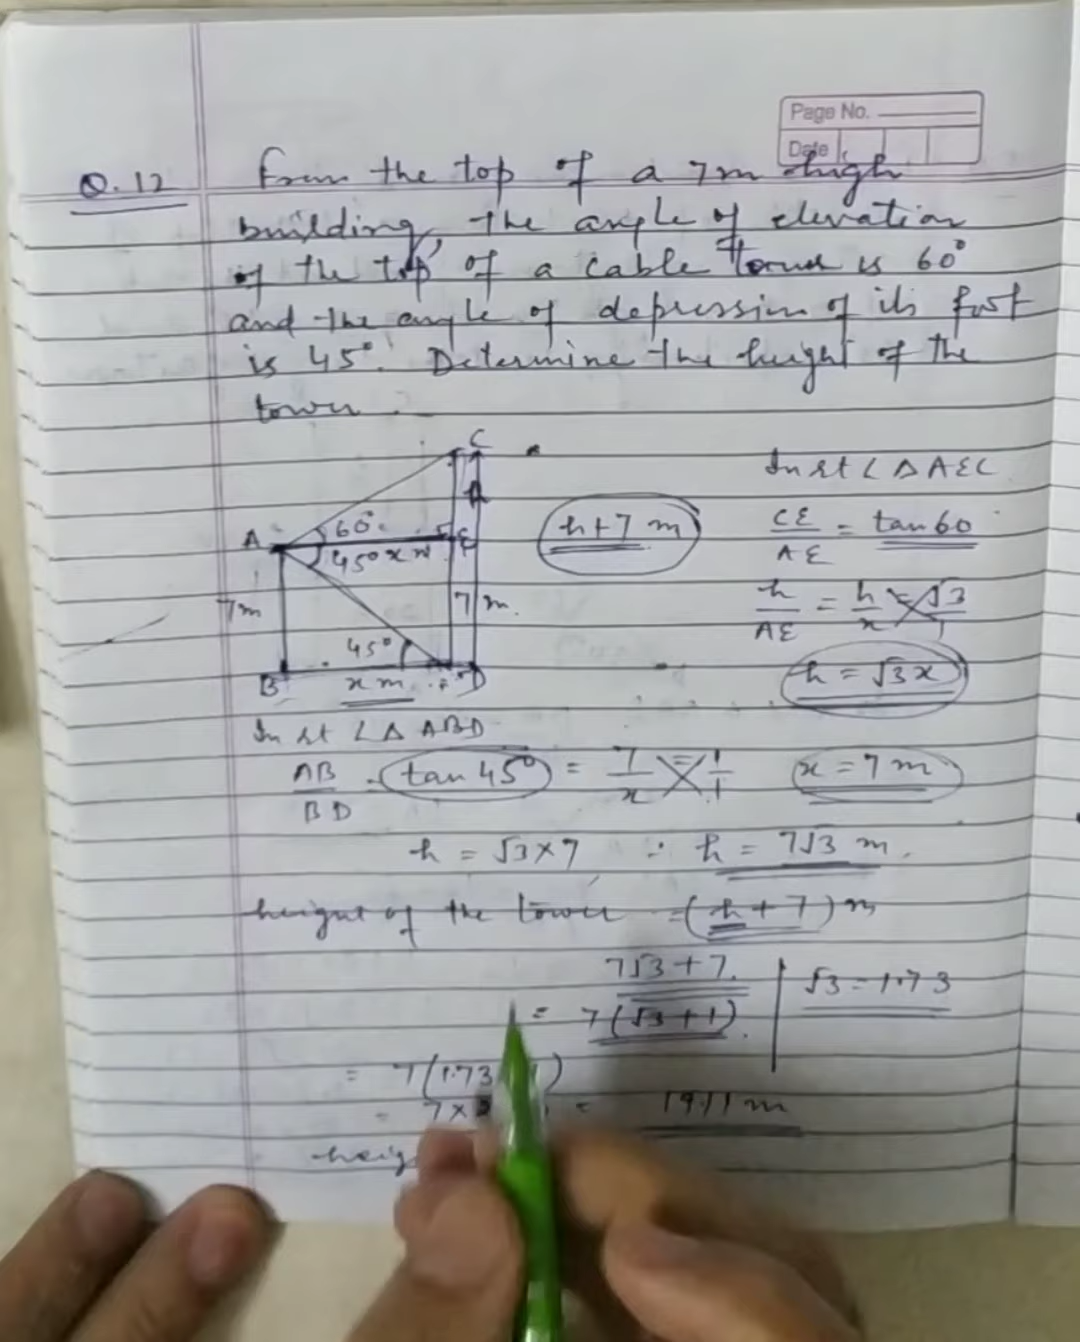 Page No.
Date
Q. 12 From the top of a 7m high
building, the angle of elevation
of the top of a cable tower is 60°
and the angle of depression of its foot
is 45°. Determine the height of the
tower.
C
h
A 60° E
45° x m
7m 7 m.
45°
B x m D
h+7 m
In rt ∠ Δ AEC
CE/AE = tan 60
h/AE = h/x = √3/1
h = √3x
In rt ∠ Δ ABD
AB/BD = tan 45° = 7/x = 1/1 x = 7 m
h = √3×7 ∴ h = 7√3 m.
height of the tower = (h+7) m
7√3 + 7. √3 = 1.73
= 7(√3+1).
= 7(1.73 )
= 7× = 19.11 m